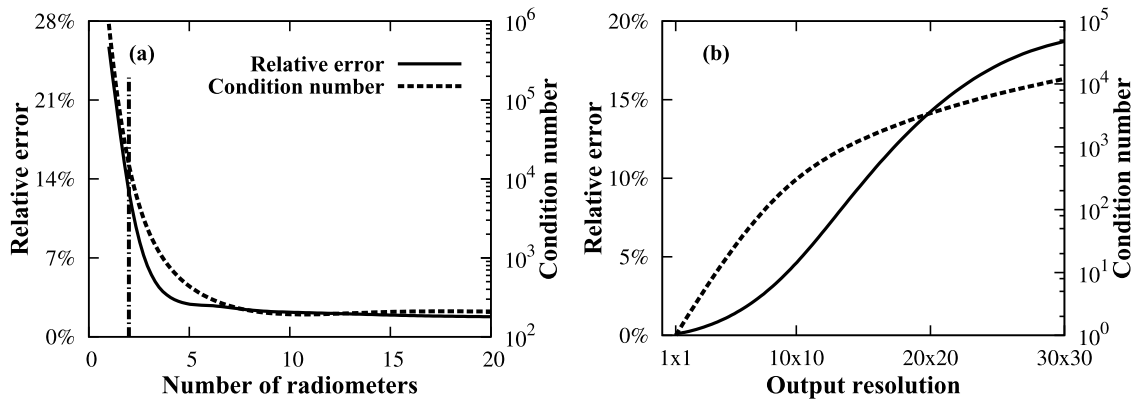 28%
21%
14%
7%
0%
Relative error
(a)
Relative error
Condition number
10^6
10^5
10^4
10^3
10^2
Condition number
0
5
10
15
20
Number of radiometers
20%
15%
10%
5%
0%
Relative error
(b)
10^5
10^4
10^3
10^2
10^1
10^0
Condition number
1x1
10x10
20x20
30x30
Output resolution